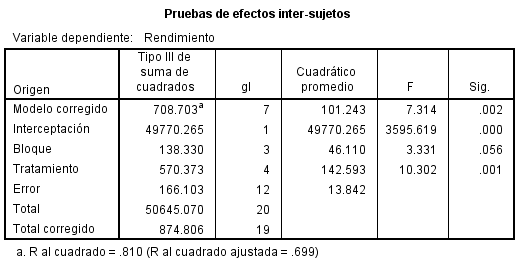 Pruebas de efectos inter-sujetos
Variable dependiente: Rendimiento
Origen Tipo III de suma de cuadrados gl Cuadrático promedio F Sig.
Modelo corregido 708.703a 7 101.243 7.314 .002
Interceptación 49770.265 1 49770.265 3595.619 .000
Bloque 138.330 3 46.110 3.331 .056
Tratamiento 570.373 4 142.593 10.302 .001
Error 166.103 12 13.842
Total 50645.070 20
Total corregido 874.806 19
a. R al cuadrado = .810 (R al cuadrado ajustada = .699)